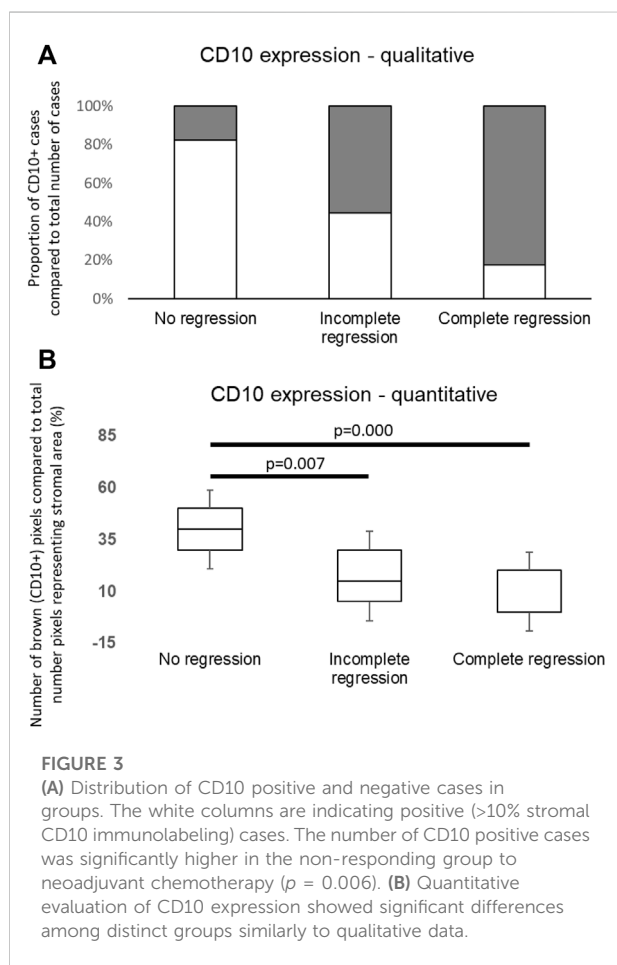 A
CD10 expression - qualitative
Proportion of CD10+ cases
compared to total number of cases
100%
80%
60%
40%
20%
0%
No regression
Incomplete
regression
Complete regression
B
CD10 expression - quantitative
Number of brown (CD10+) pixels compared to total
number pixels representing stromal area (%)
85
60
35
10
-15
p=0.000
p=0.007
No regression
Incomplete
regression
Complete regression
FIGURE 3
(A) Distribution of CD10 positive and negative cases in
groups. The white columns are indicating positive (>10% stromal
CD10 immunolabeling) cases. The number of CD10 positive cases
was significantly higher in the non-responding group to
neoadjuvant chemotherapy (p = 0.006). (B) Quantitative
evaluation of CD10 expression showed significant differences
among distinct groups similarly to qualitative data.